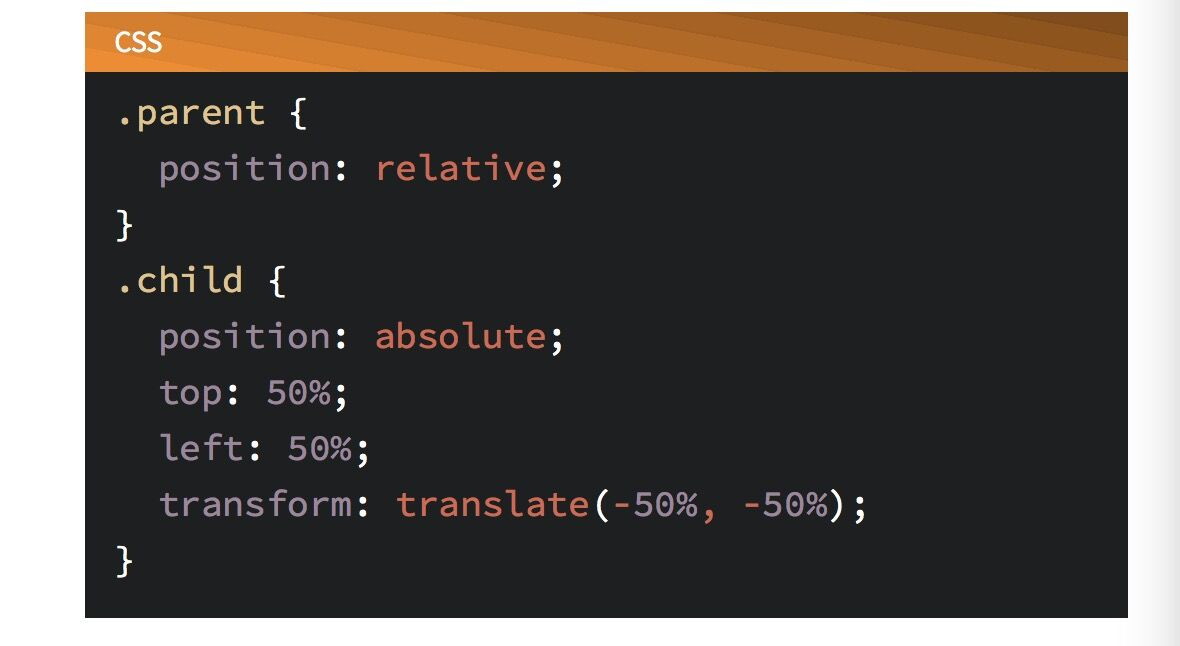 CSS
.parent {
  position: relative;
}
.child {
  position: absolute;
  top: 50%;
  left: 50%;
  transform: translate(-50%, -50%);
}